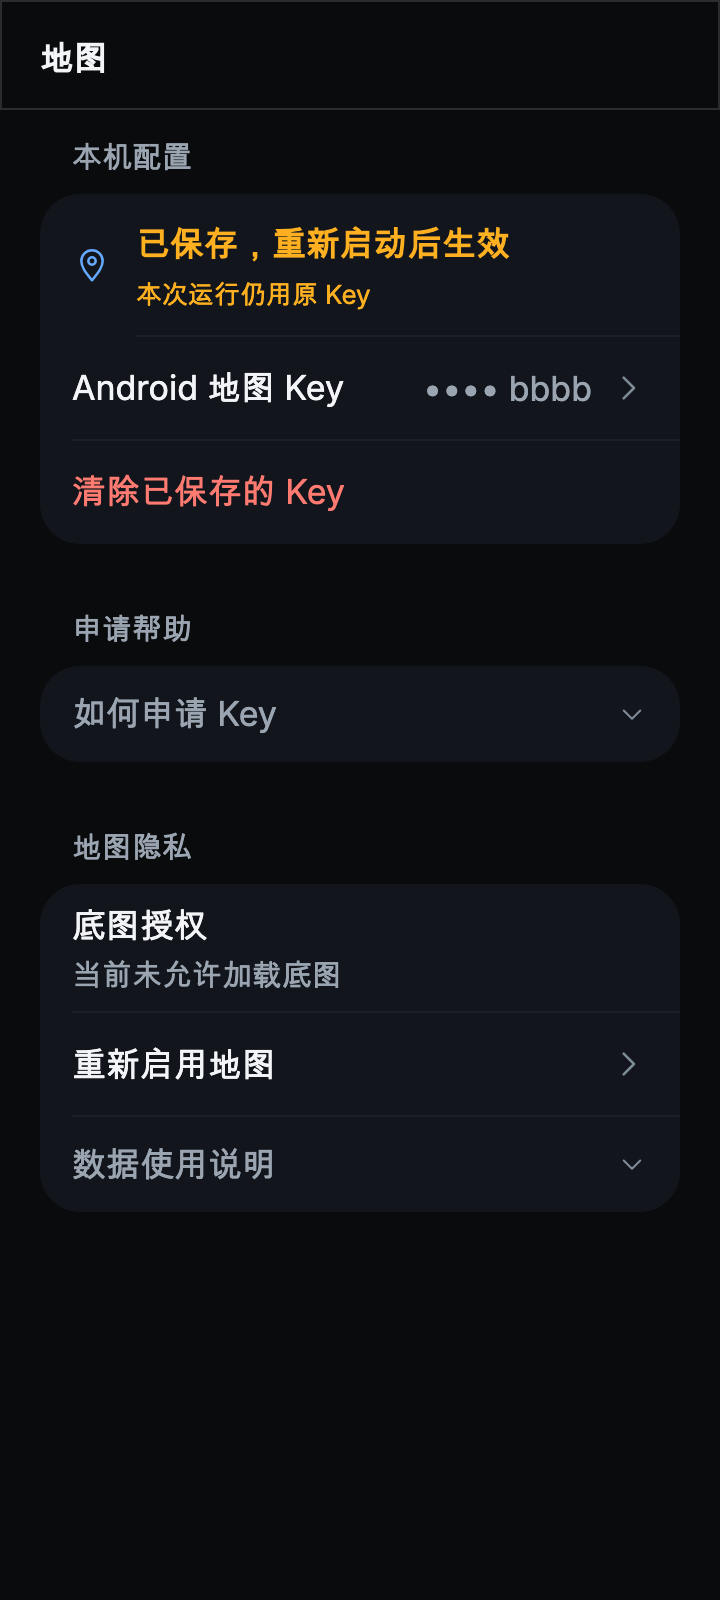 地图
本机配置
已保存，重新启动后生效
本次运行仍用原 Key
Android 地图 Key
•••• bbbb
清除已保存的 Key
申请帮助
如何申请 Key
地图隐私
底图授权
当前未允许加载底图
重新启用地图
数据使用说明